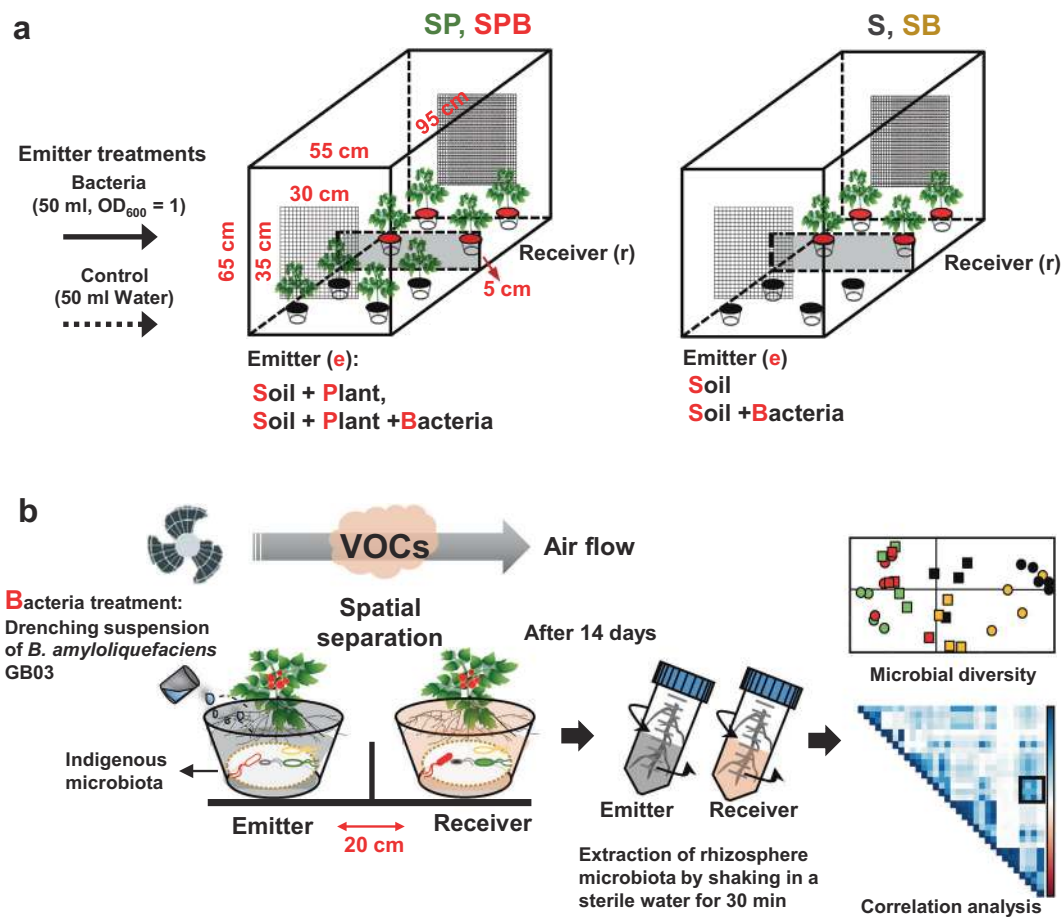 a
SP, SPB
S, SB
Emitter treatments
Bacteria
(50 ml, OD600 = 1)
Control
(50 ml Water)
95 cm
55 cm
30 cm
65 cm
35 cm
Receiver (r)
5 cm
Emitter (e):
Soil + Plant,
Soil + Plant +Bacteria
Receiver (r)
Emitter (e)
Soil
Soil +Bacteria
b
VOCs
Air flow
Bacteria treatment:
Drenching suspension
of B. amyloliquefaciens
GB03
Spatial
separation
After 14 days
Indigenous
microbiota
Emitter
Receiver
20 cm
Emitter
Receiver
Extraction of rhizosphere
microbiota by shaking in a
sterile water for 30 min
Microbial diversity
Correlation analysis